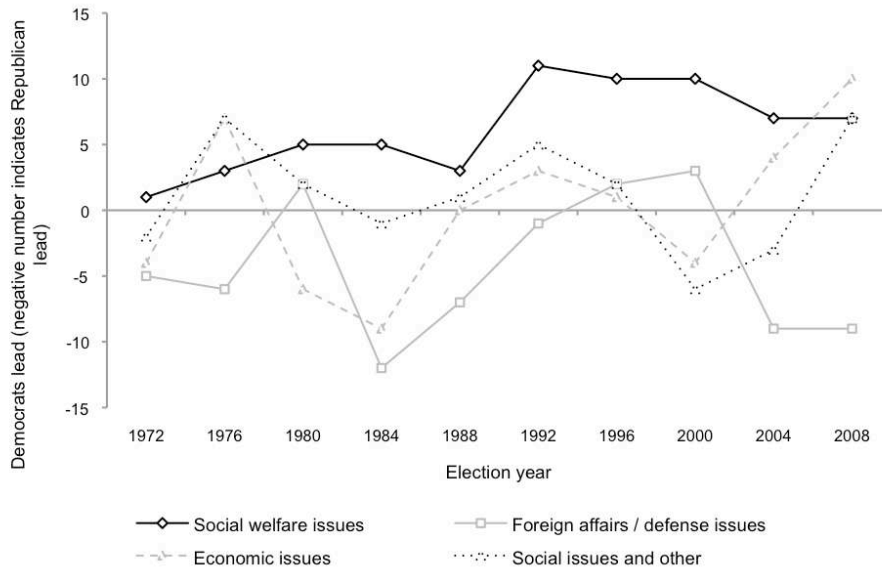 Democrats lead (negative number indicates Republican
lead)
15
10
5
0
-5
-10
-15
1972 1976 1980 1984 1988 1992 1996 2000 2004 2008
Election year
Social welfare issues Foreign affairs / defense issues
Economic issues Social issues and other